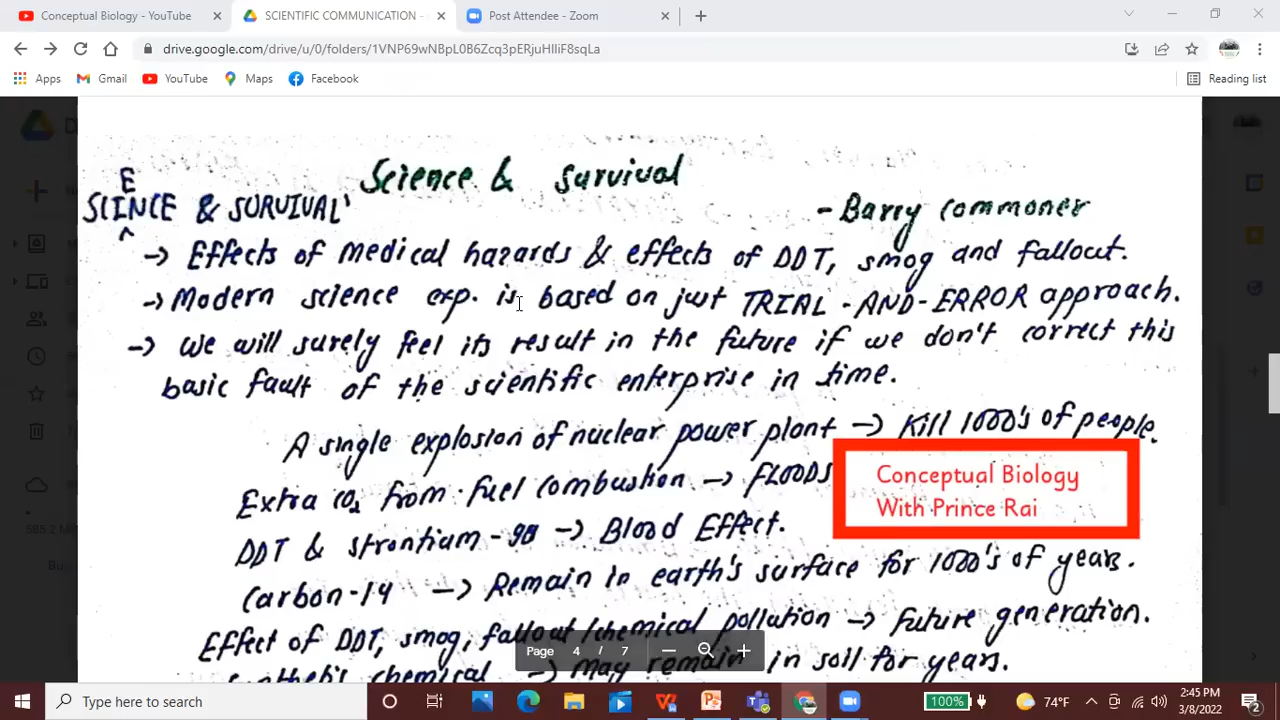 Conceptual Biology - YouTube
SCIENTIFIC COMMUNICATION -
Post Attendee - Zoom
drive.google.com/drive/u/0/folders/1VNP69wNBpL0B6Zcq3pERjuHIIiF8sqLa
Apps Gmail YouTube Maps Facebook Reading list
Science & Survival
E
SCINCE & SURVIVAL'
- Barry commoner
→ Effects of medical hazards & effects of DDT, smog and fallout.
→ Modern science exp. is based on just TRIAL-AND-ERROR approach.
→ We will surely feel its result in the future if we don't correct this
basic fault of the scientific enterprise in time.
A single explosion of nuclear power plant → Kill 1000's of people.
Extra CO2 from fuel combustion → FLOODS
Conceptual Biology
With Prince Rai
DDT & strontium-90 → Blood Effect.
Carbon-14 → Remain in earth's surface for 1000's of years.
Effect of DDT, smog, fallout/chemical pollution → future generation.
chemical → may remain in soil for years.
Page 4 / 7
Type here to search
100%
74°F
2:45 PM
3/8/2022
2